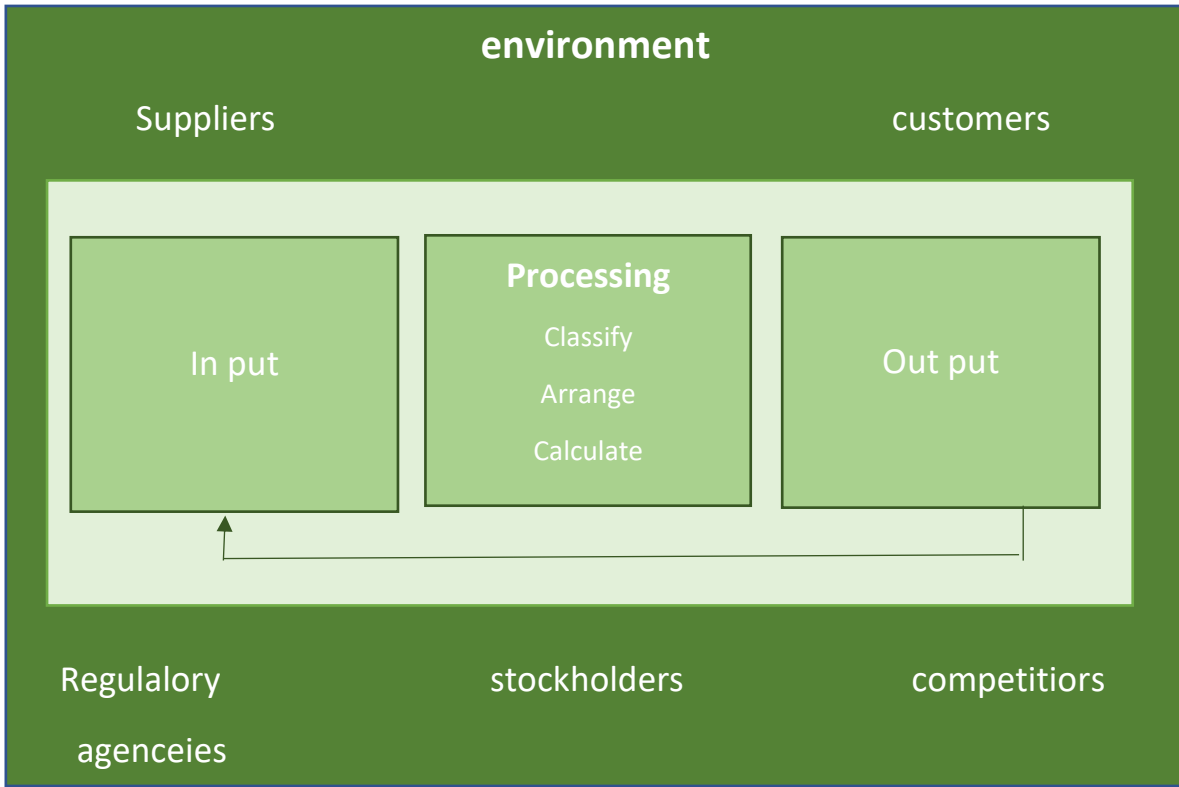 environment
Suppliers customers
In put
Processing
Classify
Arrange
Calculate
Out put
Regulalory
agenceies
stockholders
competitiors